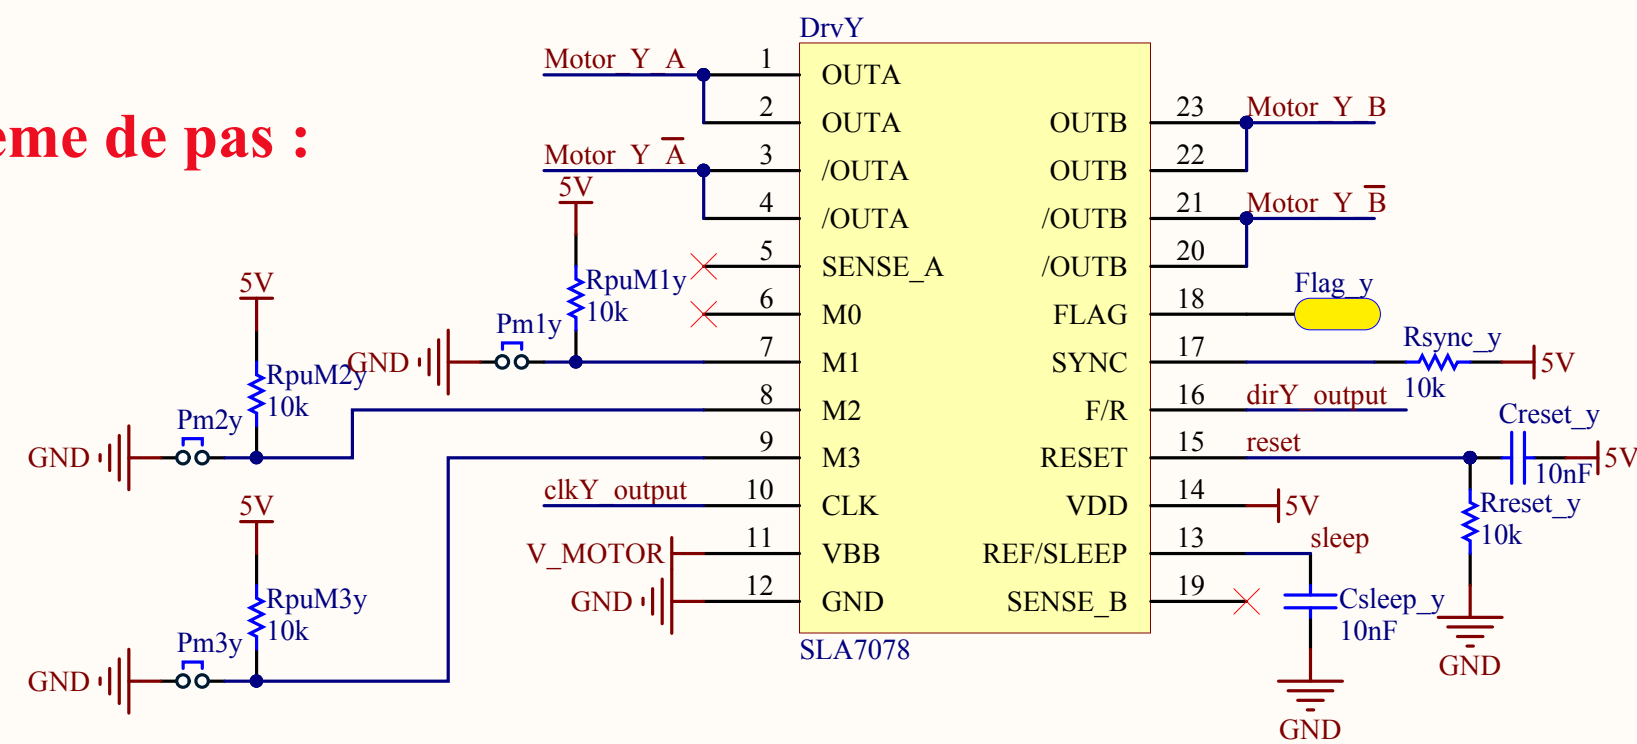 ème de pas :
DrvY
Motor_Y_A 1 OUTA
2 OUTA
Motor_Y_A 3 /OUTA
4 /OUTA
5 SENSE_A
6 M0
7 M1
8 M2
9 M3
clkY_output 10 CLK
V_MOTOR 11 VBB
GND 12 GND
OUTB 23 Motor_Y_B
OUTB 22
/OUTB 21 Motor_Y_B
/OUTB 20
FLAG 18 Flag_y
SYNC 17 Rsync_y
10k
5V
F/R 16 dirY_output
RESET 15 reset
Creset_y
10nF
5V
Rreset_y
10k
GND
VDD 14 5V
REF/SLEEP 13 sleep
SENSE_B 19
Csleep_y
10nF
GND
SLA7078
5V
RpuM1y
10k
Pm1y
GND
5V
RpuM2y
10k
Pm2y
GND
5V
RpuM3y
10k
Pm3y
GND